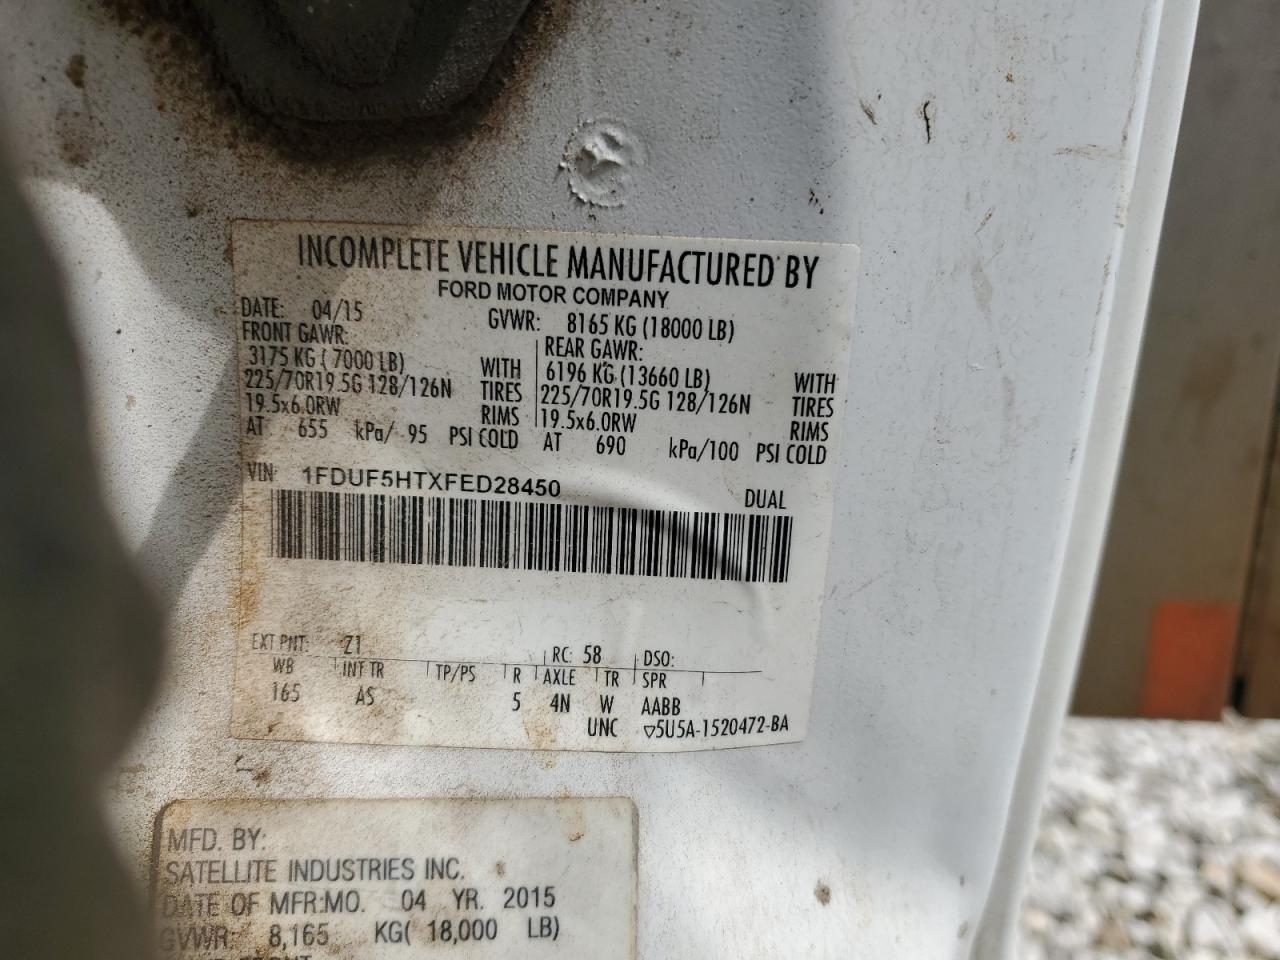 INCOMPLETE VEHICLE MANUFACTURED BY
FORD MOTOR COMPANY
DATE: 04/15 GVWR: 8165 KG (18000 LB)
FRONT GAWR: REAR GAWR:
3175 KG ( 7000 LB) WITH 6196 KG (13660 LB) WITH
225/70R19.5G 128/126N TIRES 225/70R19.5G 128/126N TIRES
19.5x6.0RW RIMS 19.5x6.0RW RIMS
AT 655 kPa/ 95 PSI COLD AT 690 kPa/100 PSI COLD
VIN: 1FDUF5HTXFED28450 DUAL
EXT PNT: Z1 RC: 58 DSO:
WB INT TR TP/PS R AXLE TR SPR
165 AS 5 4N W AABB
UNC ▽5U5A-1520472-BA
MFD. BY:
SATELLITE INDUSTRIES INC.
DATE OF MFR:MO. 04 YR. 2015
GVWR: 8,165 KG( 18,000 LB)